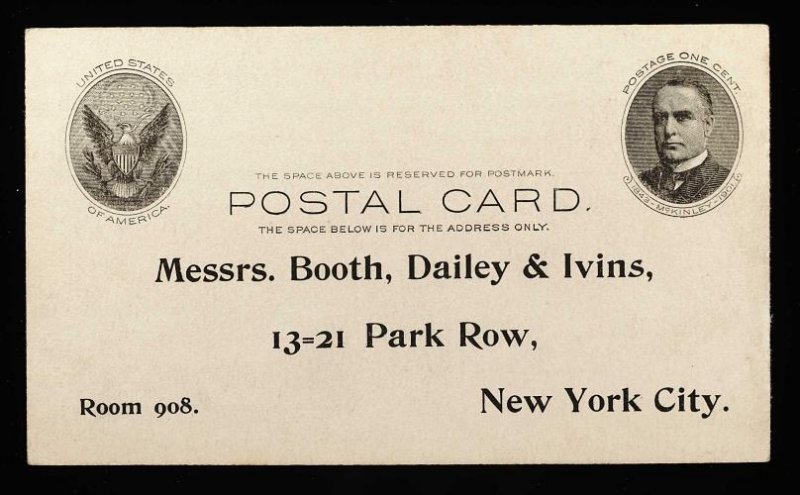 UNITED STATES
OF AMERICA.
POSTAGE ONE CENT.
1843 - McKINLEY - 1901
THE SPACE ABOVE IS RESERVED FOR POSTMARK.
POSTAL CARD.
THE SPACE BELOW IS FOR THE ADDRESS ONLY.
Messrs. Booth, Dailey & Ivins,
13=21 Park Row,
Room 908.
New York City.